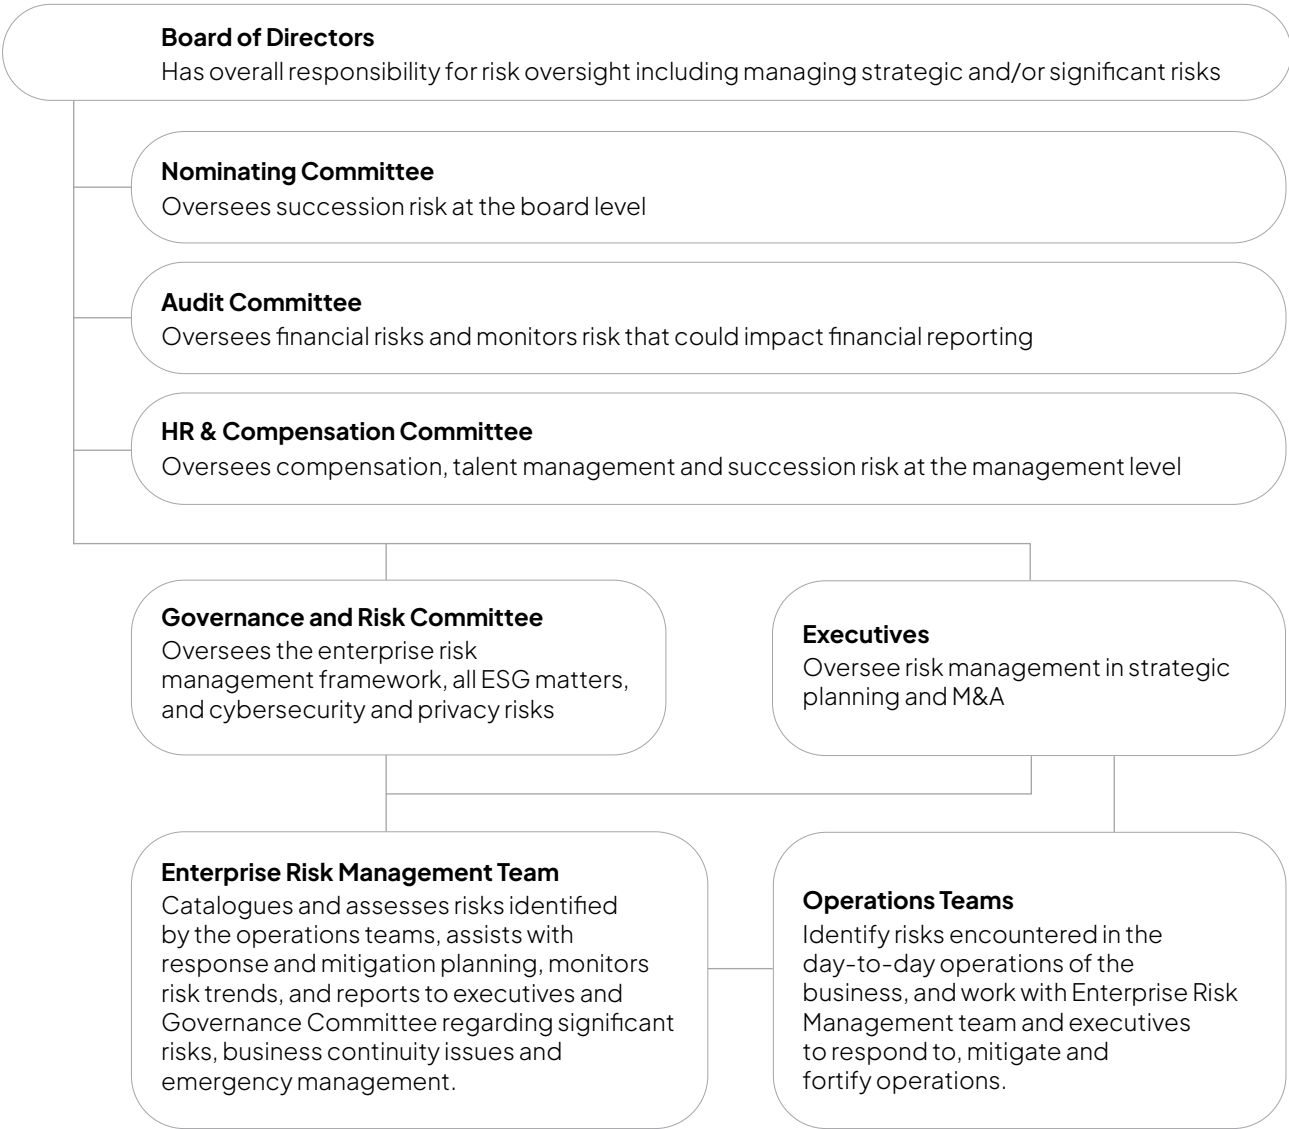 Board of Directors
Has overall responsibility for risk oversight including managing strategic and/or significant risks
Nominating Committee
Oversees succession risk at the board level
Audit Committee
Oversees financial risks and monitors risk that could impact financial reporting
HR & Compensation Committee
Oversees compensation, talent management and succession risk at the management level
Governance and Risk Committee
Oversees the enterprise risk
management framework, all ESG matters,
and cybersecurity and privacy risks
Executives
Oversee risk management in strategic
planning and M&A
Enterprise Risk Management Team
Catalogues and assesses risks identified
by the operations teams, assists with
response and mitigation planning, monitors
risk trends, and reports to executives and
Governance Committee regarding significant
risks, business continuity issues and
emergency management.
Operations Teams
Identify risks encountered in the
day-to-day operations of the
business, and work with Enterprise Risk
Management team and executives
to respond to, mitigate and
fortify operations.